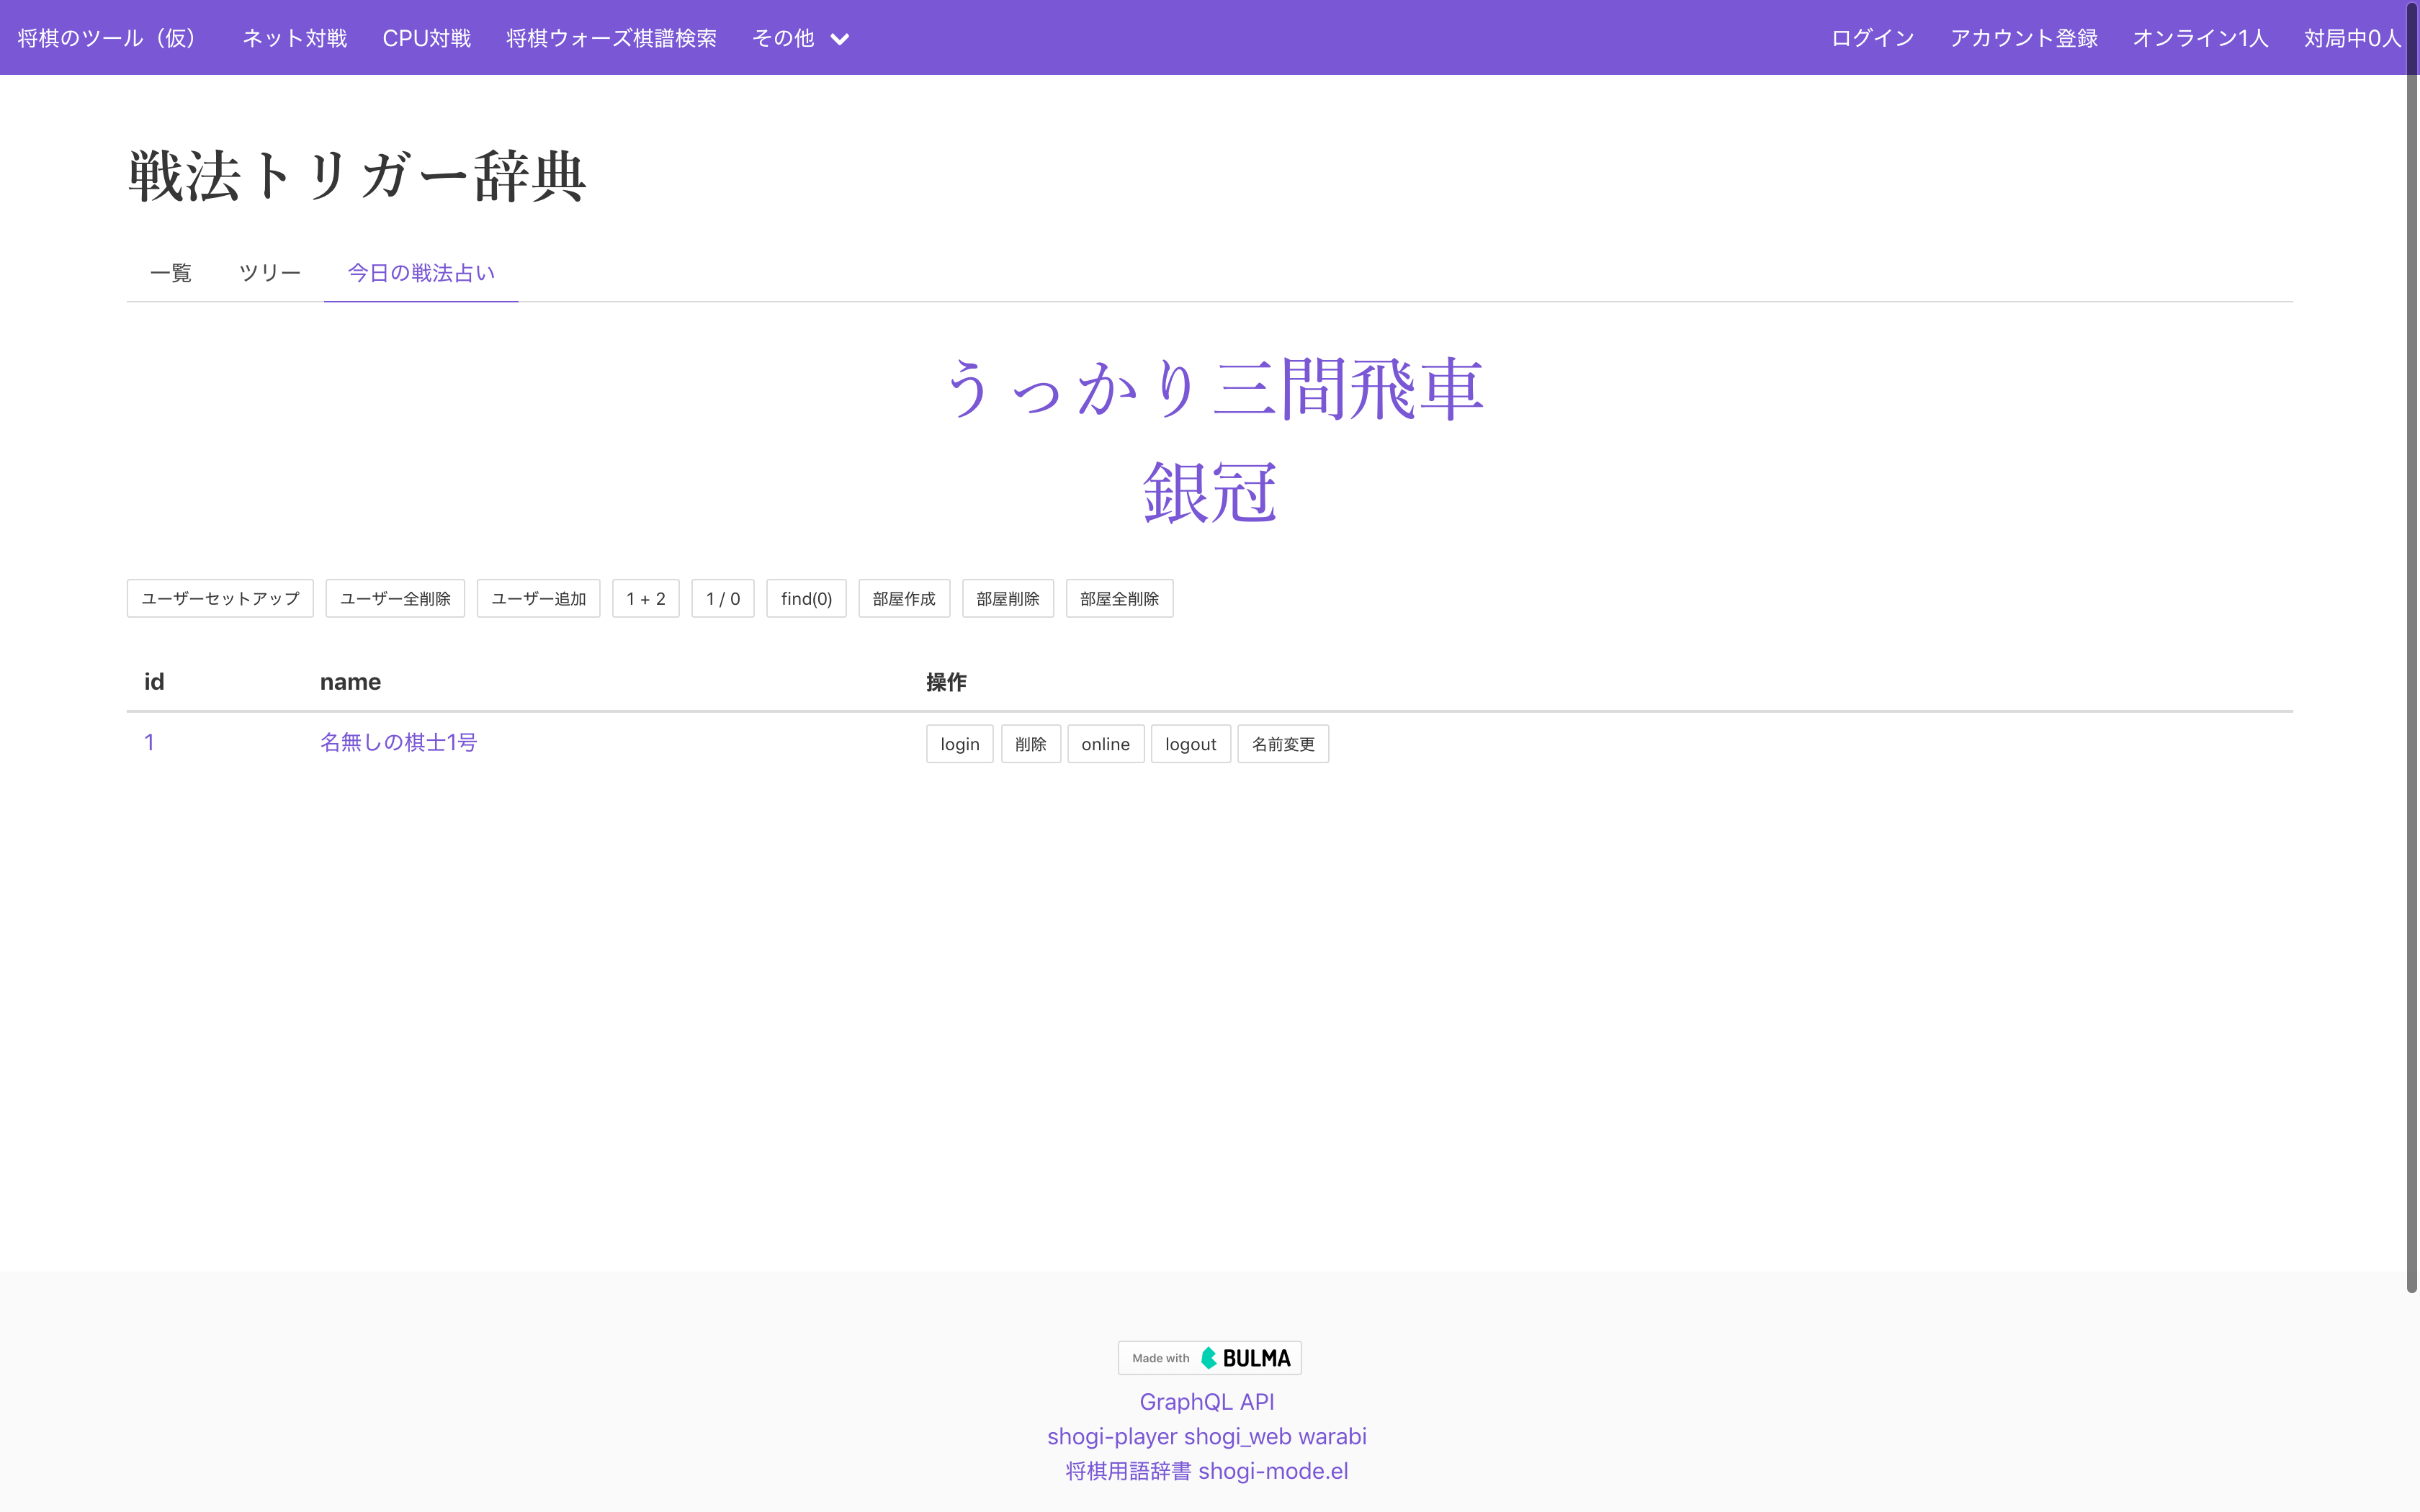 将棋のツール（仮） ネット対戦 CPU対戦 将棋ウォーズ棋譜検索 その他 ログイン アカウント登録 オンライン1人 対局中0人
戦法トリガー辞典
一覧 ツリー 今日の戦法占い
うっかり三間飛車
銀冠
ユーザーセットアップ ユーザー全削除 ユーザー追加 1 + 2 1 / 0 find(0) 部屋作成 部屋削除 部屋全削除
id name 操作
1 名無しの棋士1号 login 削除 online logout 名前変更
Made with BULMA
GraphQL API
shogi-player shogi_web warabi
将棋用語辞書 shogi-mode.el